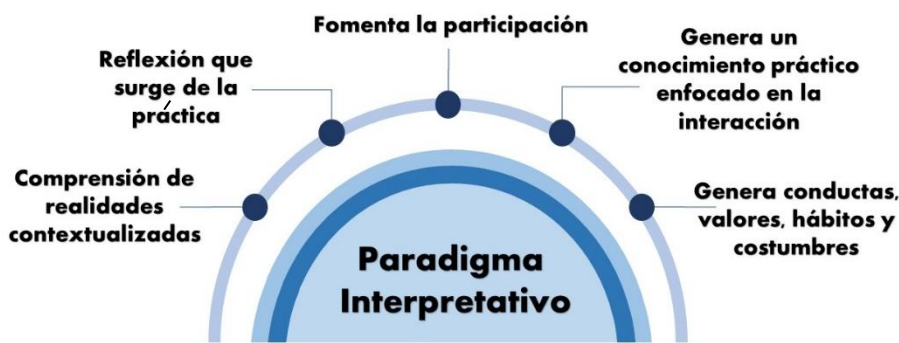 Comprensión de
realidades
contextualizadas
Reflexión que
surge de la
práctica
Fomenta la participación
Genera un
conocimiento práctico
enfocado en la
interacción
Genera conductas,
valores, hábitos y
costumbres
Paradigma
Interpretativo